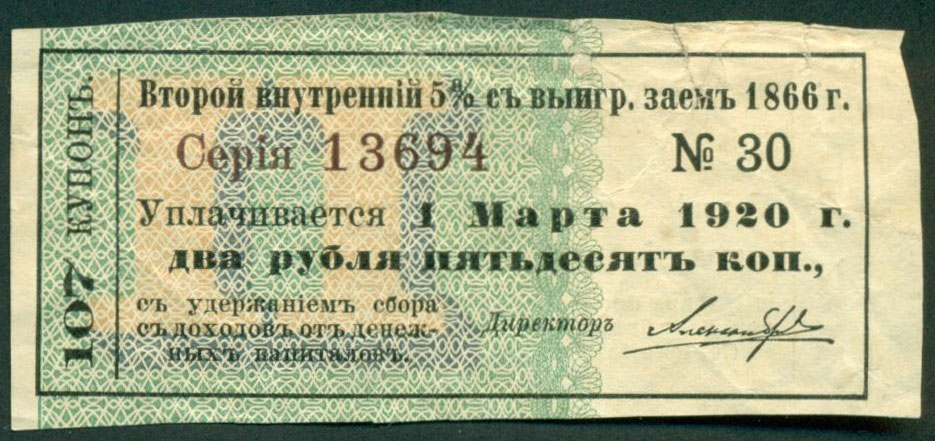 107 КУПОНЪ.
Второй внутренній 5% съ выигр. заемъ 1866 г.
Серія 13694 № 30
Уплачивается 1 Марта 1920 г.
два рубля пятьдесятъ коп.,
съ удержаніемъ сбора
съ доходовъ отъ денеж-
ныхъ капиталовъ.
Директоръ